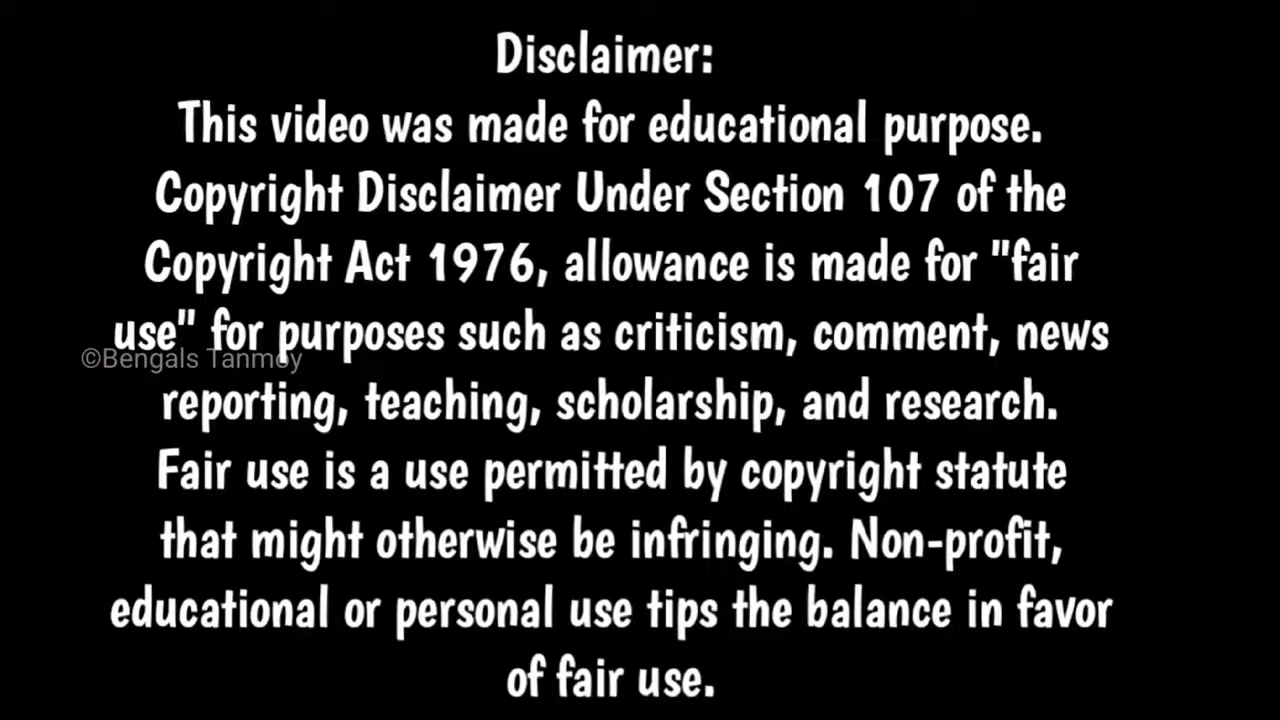 Disclaimer:
This video was made for educational purpose.
Copyright Disclaimer Under Section 107 of the
Copyright Act 1976, allowance is made for "fair
use" for purposes such as criticism, comment, news
©Bengals Tanmoy
reporting, teaching, scholarship, and research.
Fair use is a use permitted by copyright statute
that might otherwise be infringing. Non-profit,
educational or personal use tips the balance in favor
of fair use.